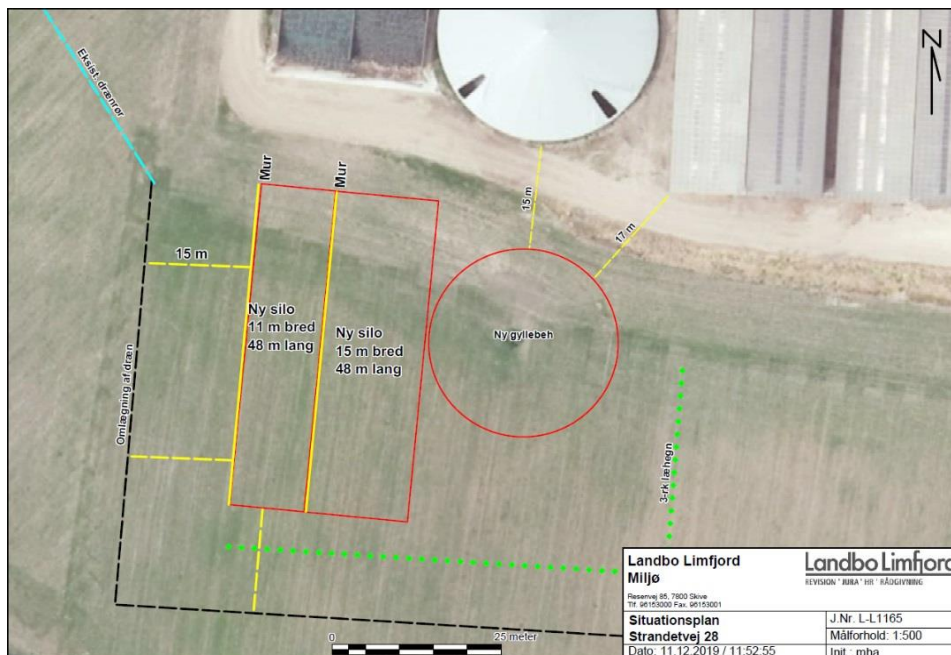 Eksist. drænrør
N
Mur
Mur
15 m
17 m
15 m
Ny silo
11 m bred
48 m lang
Ny silo
15 m bred
48 m lang
Ny gyllebeh
Omlægning af dræn
3-rk læhegn
0
25 meter
Landbo Limfjord
Miljø
Resenvej 85, 7800 Skive
Tlf. 96153000 Fax. 96153001
LandboLimfjord
REVISION * JURA * HR * RÅDGIVNING
Situationsplan
Strandetvej 28
Dato: 11.12.2019 / 11:52:55
J.Nr. L-L1165
Målforhold: 1:500
Init.: mha